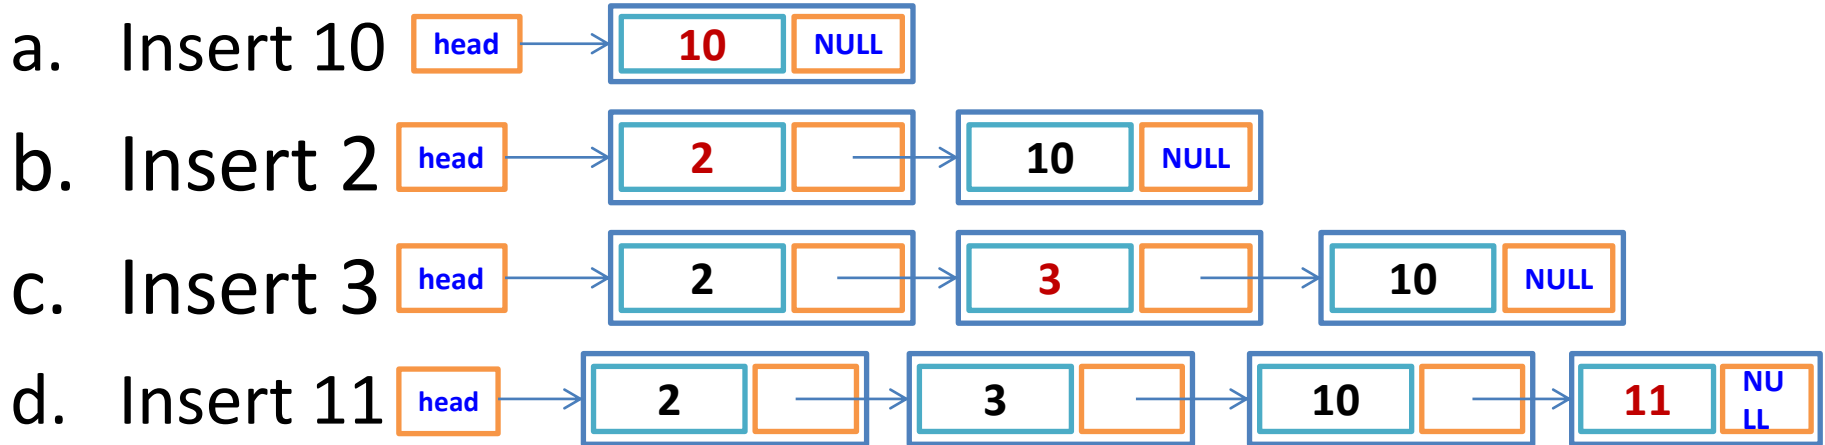 a. Insert 10 head 10 NULL
b. Insert 2 head 2 10 NULL
c. Insert 3 head 2 3 10 NULL
d. Insert 11 head 2 3 10 11 NU
LL